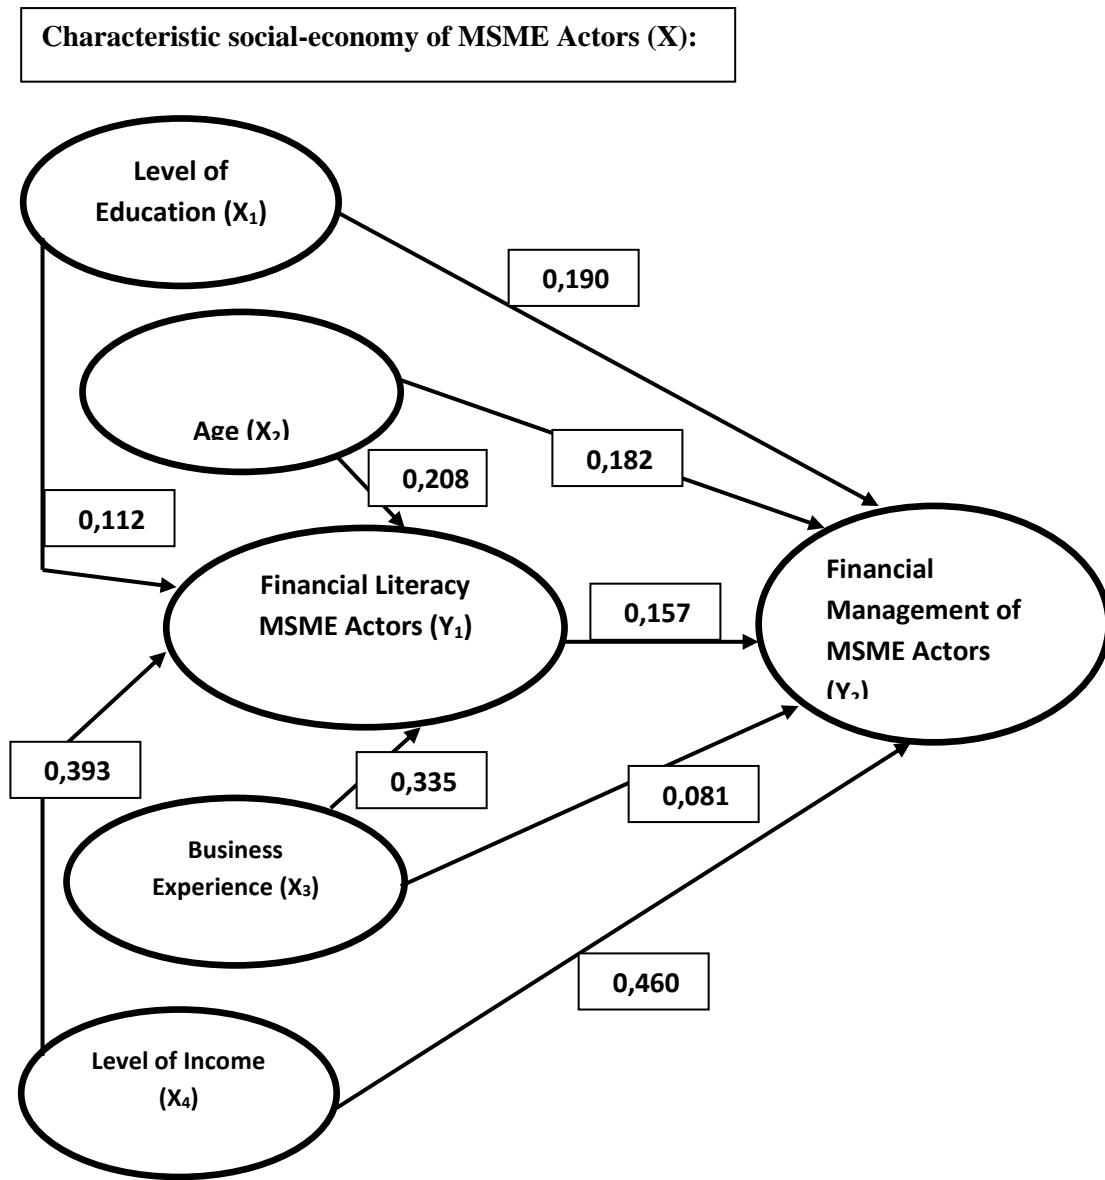 Characteristic social-economy of MSME Actors (X):
Level of
Education (X₁)
0,190
Age (X₂)
0,182
0,208
0,112
Financial Literacy
MSME Actors (Y₁)
0,157
Financial
Management of
MSME Actors
(Y₂)
0,393
0,335
0,081
Business
Experience (X₃)
0,460
Level of Income
(X₄)